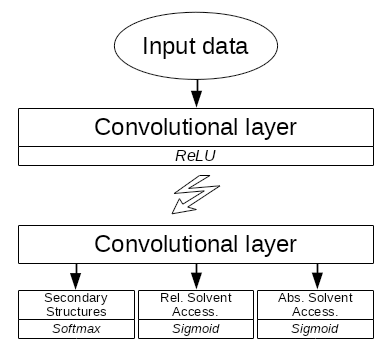 Input data
Convolutional layer
ReLU
Convolutional layer
Secondary
Structures
Softmax
Rel. Solvent
Access.
Sigmoid
Abs. Solvent
Access.
Sigmoid